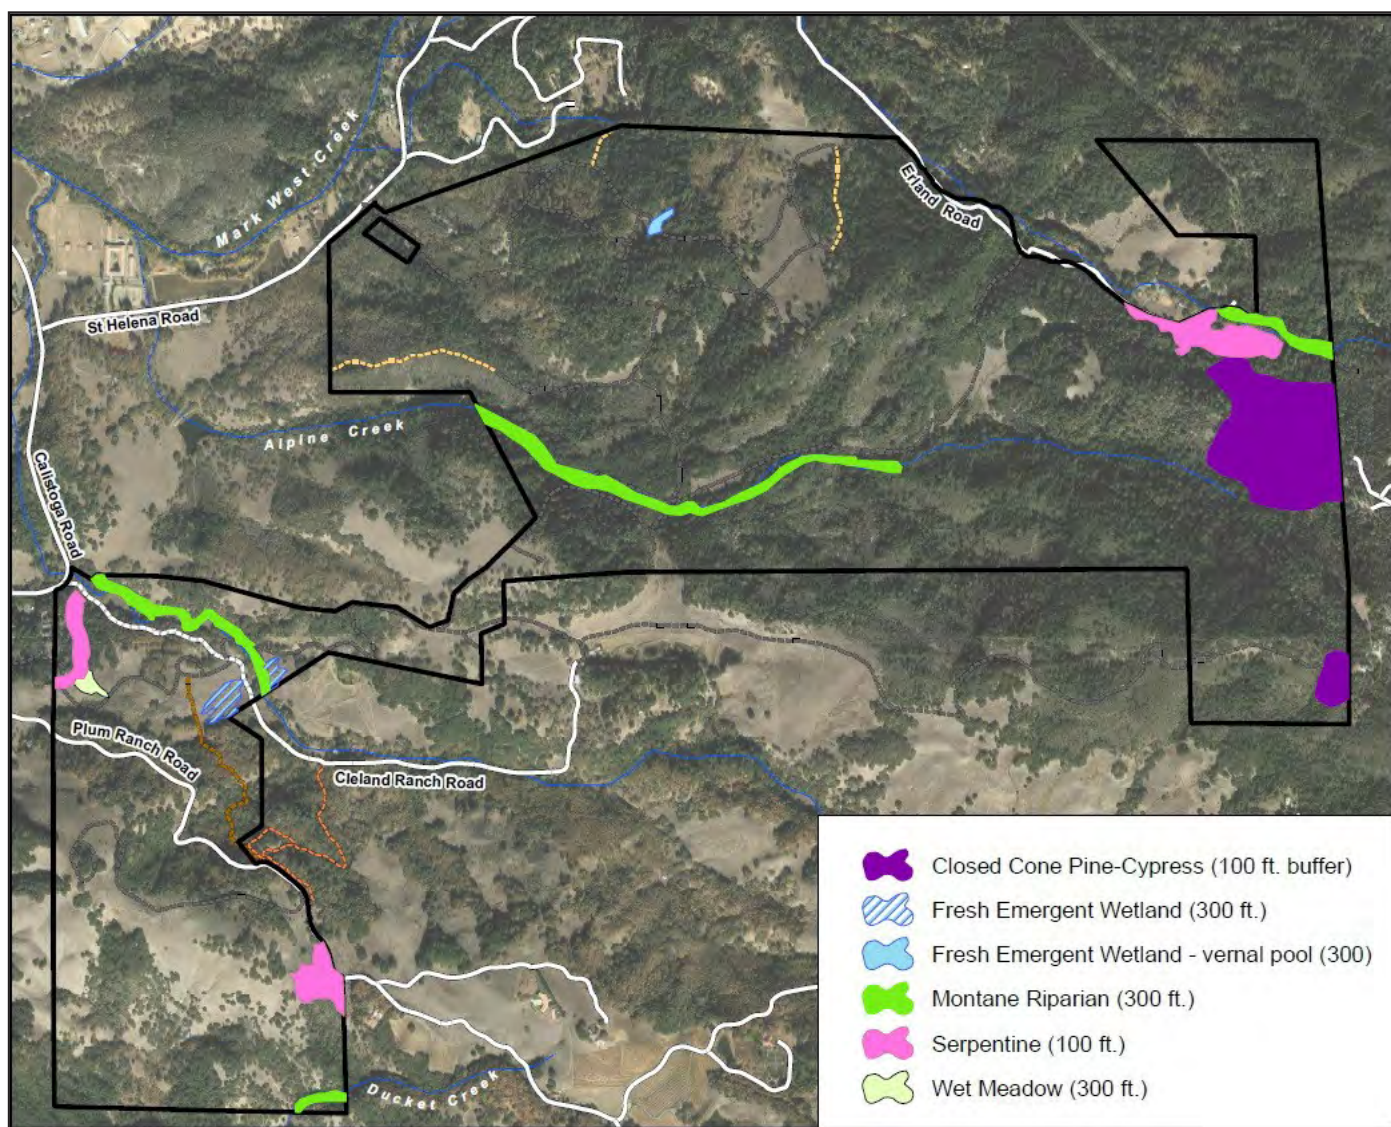 Mark West Creek
Erland Road
St Helena Road
Alpine Creek
Calistoga Road
Plum Ranch Road
Cleland Ranch Road
Ducket Creek
Closed Cone Pine-Cypress (100 ft. buffer)
Fresh Emergent Wetland (300 ft.)
Fresh Emergent Wetland - vernal pool (300)
Montane Riparian (300 ft.)
Serpentine (100 ft.)
Wet Meadow (300 ft.)